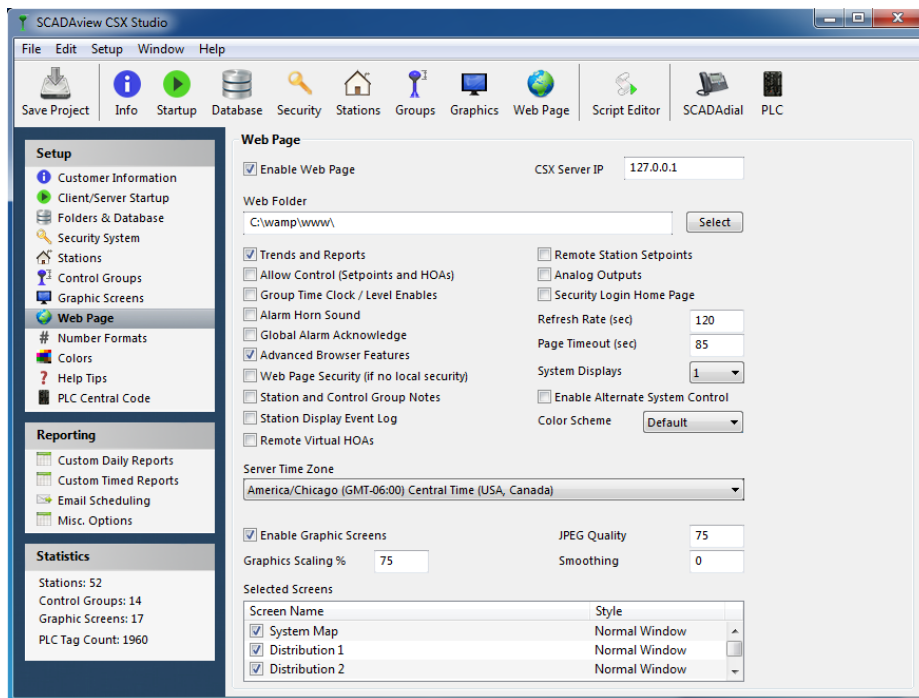 SCADAview CSX Studio
File Edit Setup Window Help
Save Project Info Startup Database Security Stations Groups Graphics Web Page Script Editor SCADAdial PLC
Setup
Customer Information
Client/Server Startup
Folders & Database
Security System
Stations
Control Groups
Graphic Screens
Web Page
# Number Formats
Colors
? Help Tips
PLC Central Code
Reporting
Custom Daily Reports
Custom Timed Reports
Email Scheduling
Misc. Options
Statistics
Stations: 52
Control Groups: 14
Graphic Screens: 17
PLC Tag Count: 1960
Web Page
Enable Web Page CSX Server IP 127.0.0.1
Web Folder
C:\wamp\www\ Select
Trends and Reports Remote Station Setpoints
Allow Control (Setpoints and HOAs) Analog Outputs
Group Time Clock / Level Enables Security Login Home Page
Alarm Horn Sound Refresh Rate (sec) 120
Global Alarm Acknowledge Page Timeout (sec) 85
Advanced Browser Features
Web Page Security (if no local security) System Displays 1
Station and Control Group Notes Enable Alternate System Control
Station Display Event Log Color Scheme Default
Remote Virtual HOAs
Server Time Zone
America/Chicago (GMT-06:00) Central Time (USA, Canada)
Enable Graphic Screens JPEG Quality 75
Graphics Scaling % 75 Smoothing 0
Selected Screens
Screen Name Style
System Map Normal Window
Distribution 1 Normal Window
Distribution 2 Normal Window